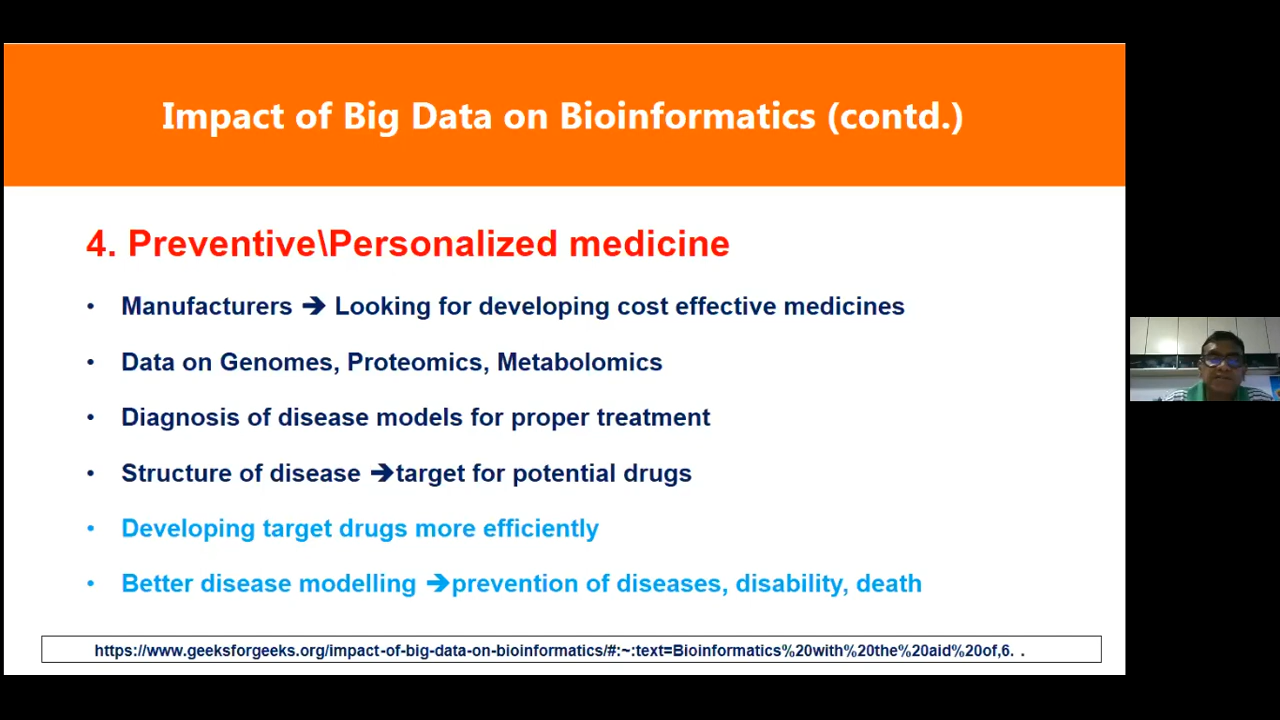 Impact of Big Data on Bioinformatics (contd.)
4. Preventive\Personalized medicine
• Manufacturers ➔ Looking for developing cost effective medicines
• Data on Genomes, Proteomics, Metabolomics
• Diagnosis of disease models for proper treatment
• Structure of disease ➔target for potential drugs
• Developing target drugs more efficiently
• Better disease modelling ➔prevention of diseases, disability, death
https://www.geeksforgeeks.org/impact-of-big-data-on-bioinformatics/#:~:text=Bioinformatics%20with%20the%20aid%20of,6. .